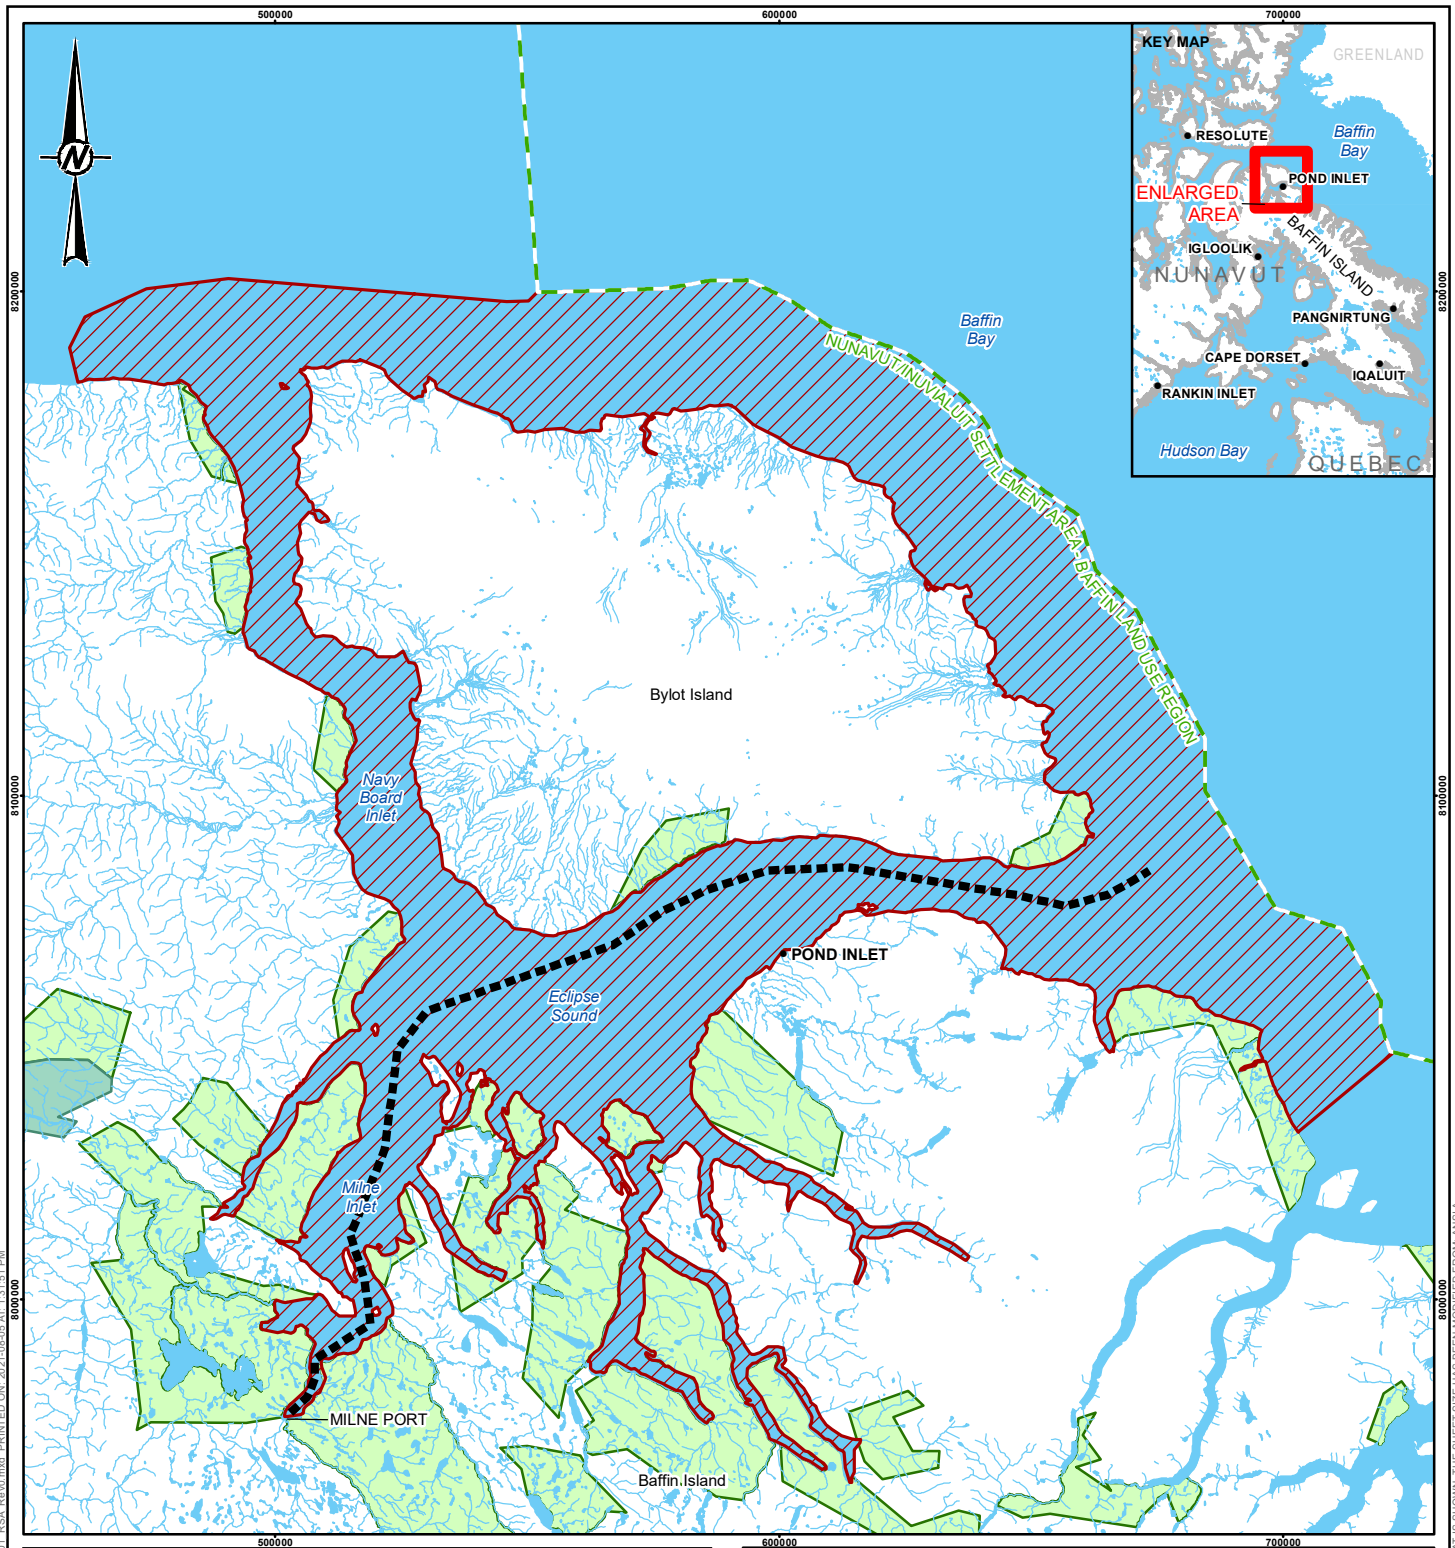 500000
600000
700000
KEY MAP
GREENLAND
RESOLUTE
Baffin
Bay
POND INLET
ENLARGED
AREA
BAFFIN ISLAND
IGLOOLIK
NUNAVUT
PANGNIRTUNG
CAPE DORSET
IQALUIT
RANKIN INLET
Hudson Bay
QUEBEC
N
8200000
8200000
Baffin
Bay
NUNAVUT/INUVIALUIT SETTLEMENT AREA - BAFFIN LAND USE REGION
Bylot Island
Navy
Board
Inlet
8100000
8100000
POND INLET
Eclipse
Sound
Milne
Inlet
8000000
8000000
MILNE PORT
Baffin Island
500000
600000
700000